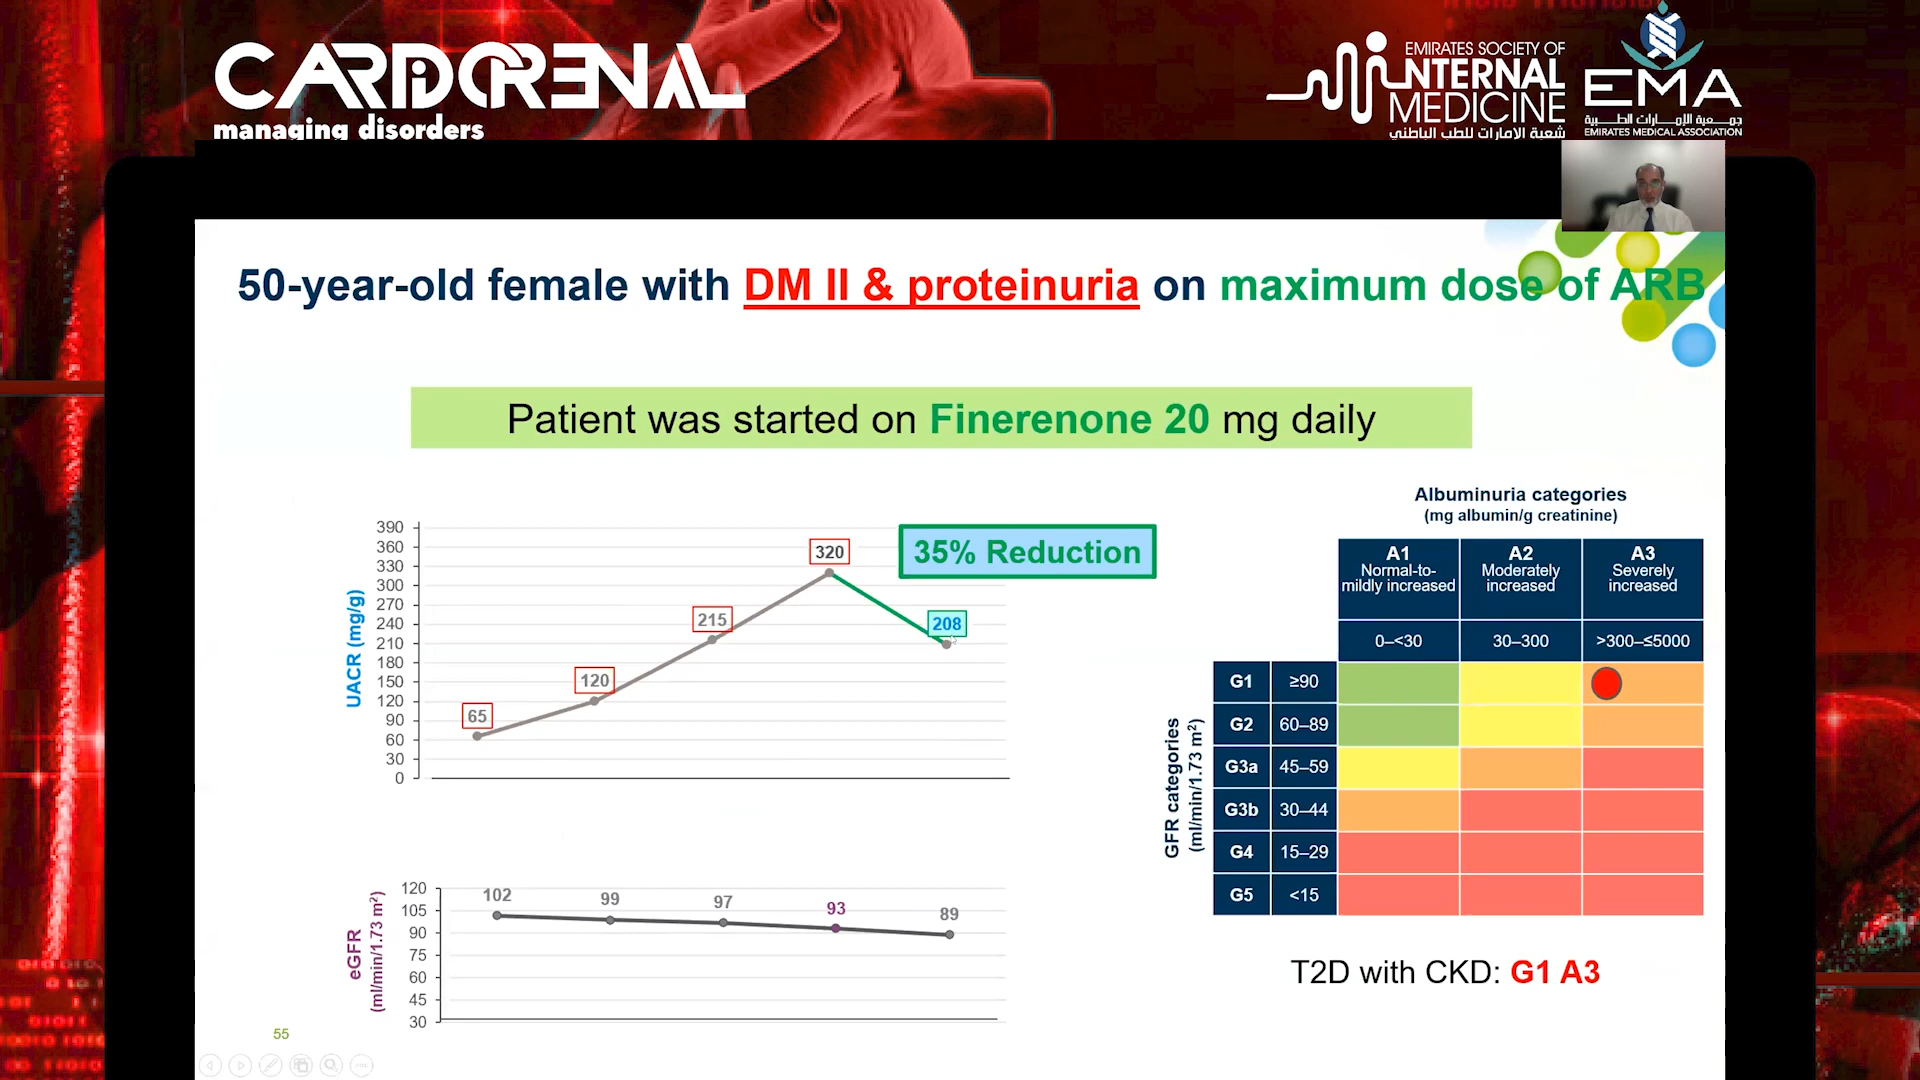 CARDIORENAL
managing disorders
EMIRATES SOCIETY OF
INTERNAL
MEDICINE
شعبة الإمارات للطب الباطني
EMA
جمعية الإمارات الطبية
EMIRATES MEDICAL ASSOCIATION
50-year-old female with DM II & proteinuria on maximum dose of ARB
Patient was started on Finerenone 20 mg daily
UACR (mg/g)
390
360
330
300
270
240
210
180
150
120
90
60
30
0
65
120
215
320
208
35% Reduction
eGFR
(ml/min/1.73 m²)
120
105
90
75
60
45
30
102
99
97
93
89
Albuminuria categories
(mg albumin/g creatinine)
A1
Normal-to-
mildly increased
A2
Moderately
increased
A3
Severely
increased
0–<30
30–300
>300–≤5000
GFR categories
(ml/min/1.73 m²)
G1 ≥90
G2 60–89
G3a 45–59
G3b 30–44
G4 15–29
G5 <15
T2D with CKD: G1 A3
55